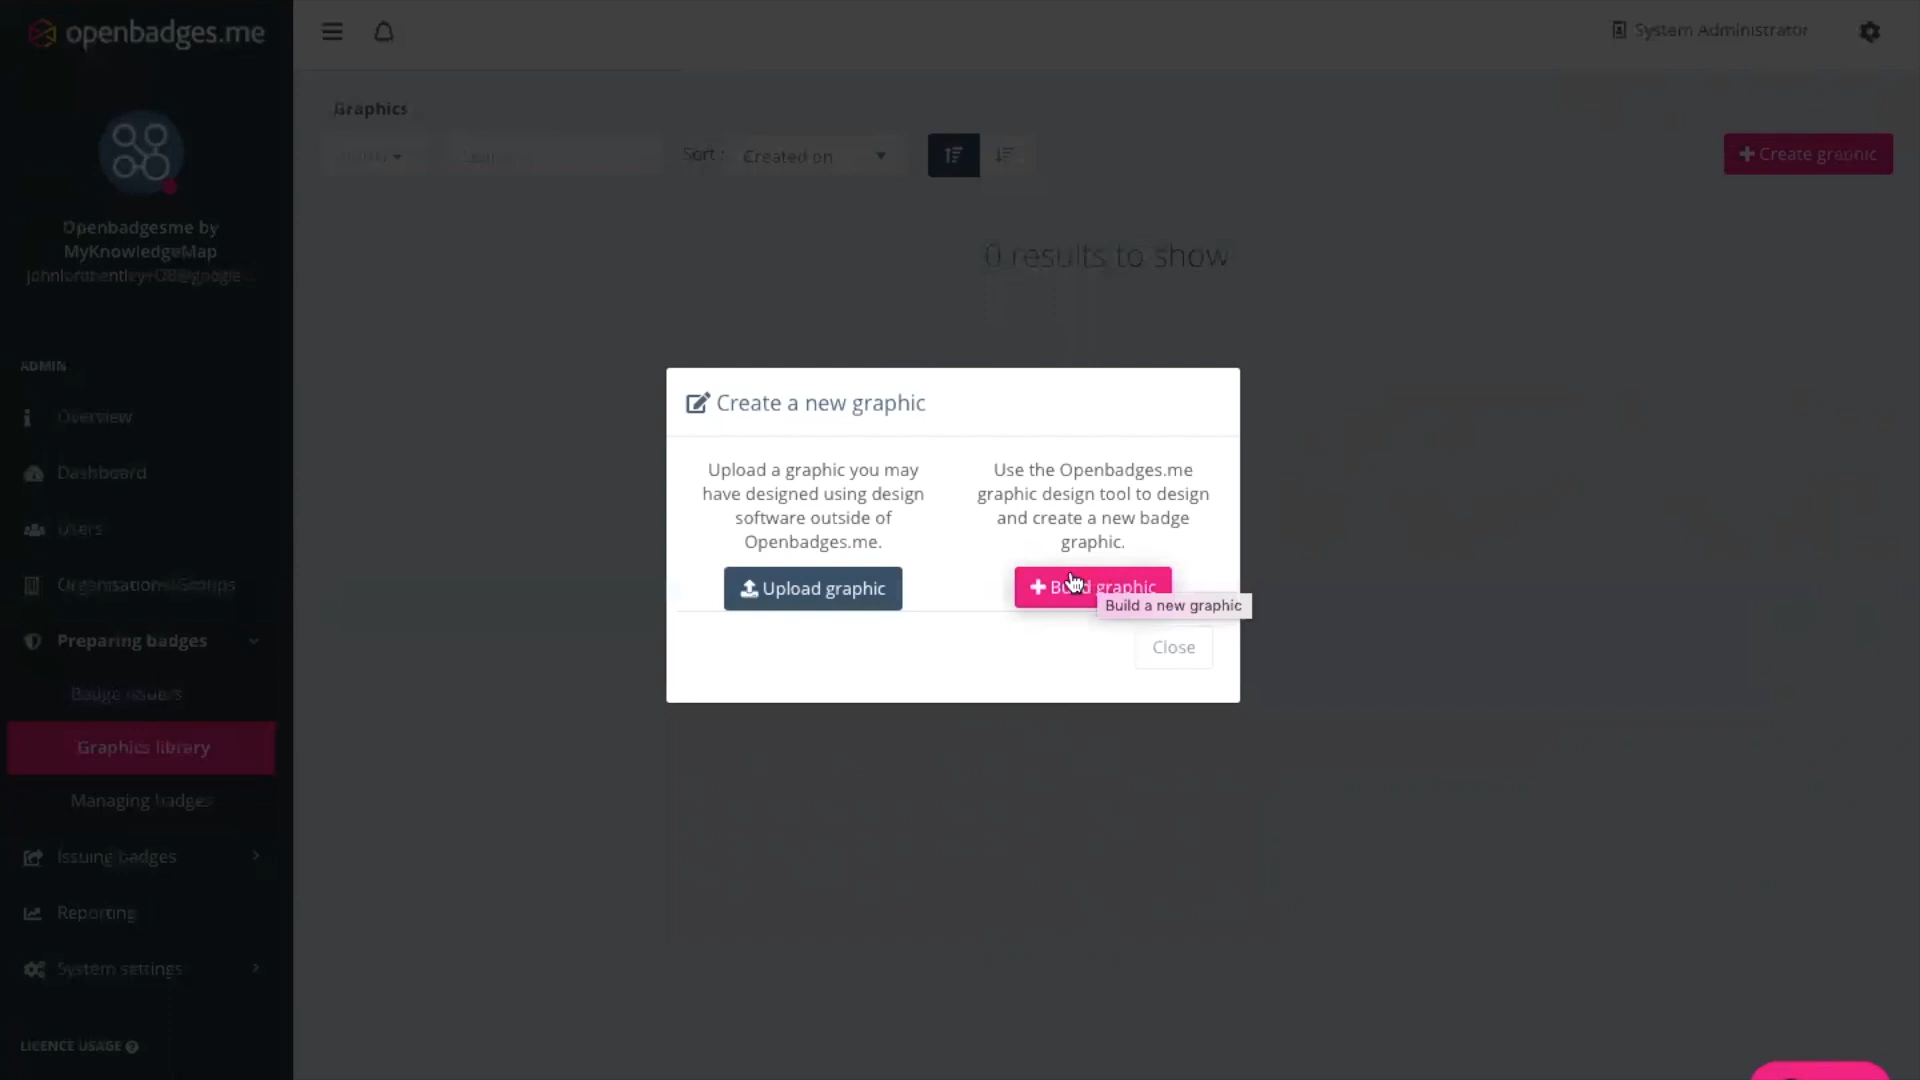 openbadges.me
System Administrator
Openbadgesme by
MyKnowledgeMap
ADMIN
Overview
Dashboard
Users
Preparing badges
Badge issuers
Graphics library
Managing badges
Issuing badges
Reporting
System settings
LICENCE USAGE
Graphics
Sort :
Created on
Create graphic
0 results to show
Create a new graphic
Upload a graphic you may
have designed using design
software outside of
Openbadges.me.
Upload graphic
Use the Openbadges.me
graphic design tool to design
and create a new badge
graphic.
Build graphic
Build a new graphic
Close